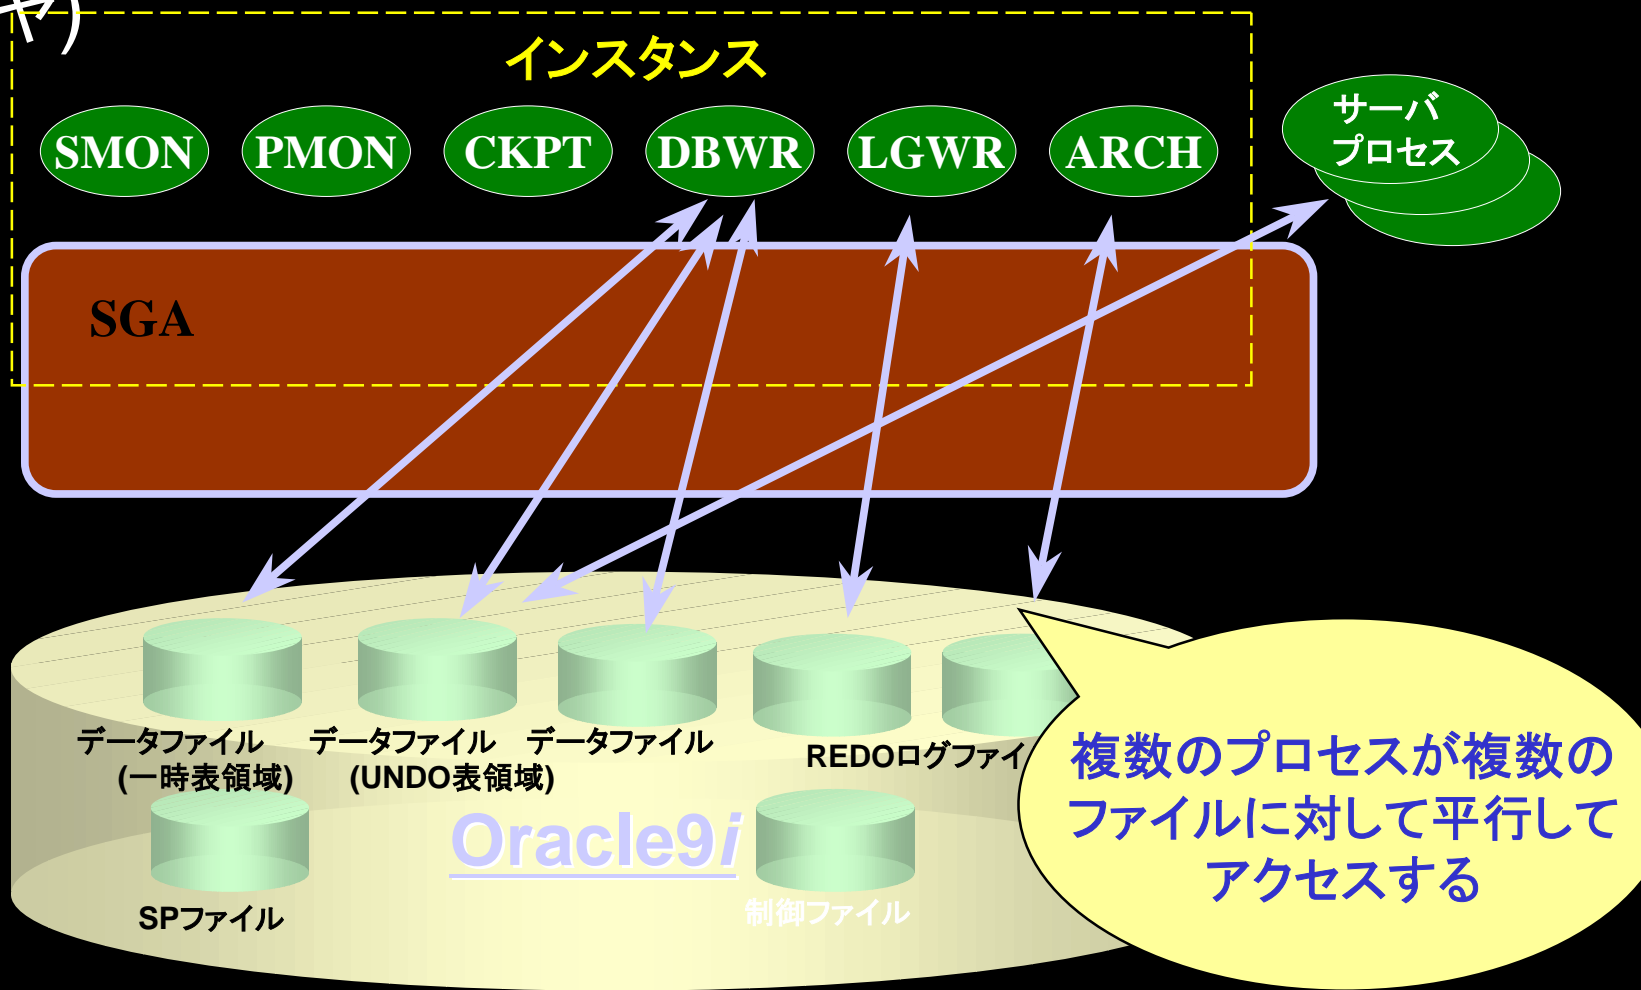 ヤ)
インスタンス
SMON
PMON
CKPT
DBWR
LGWR
ARCH
サーバ
プロセス
SGA
データファイル
(一時表領域)
データファイル
(UNDO表領域)
データファイル
REDOログファイ
複数のプロセスが複数の
ファイルに対して平行して
アクセスする
Oracle9i
SPファイル
制御ファイル